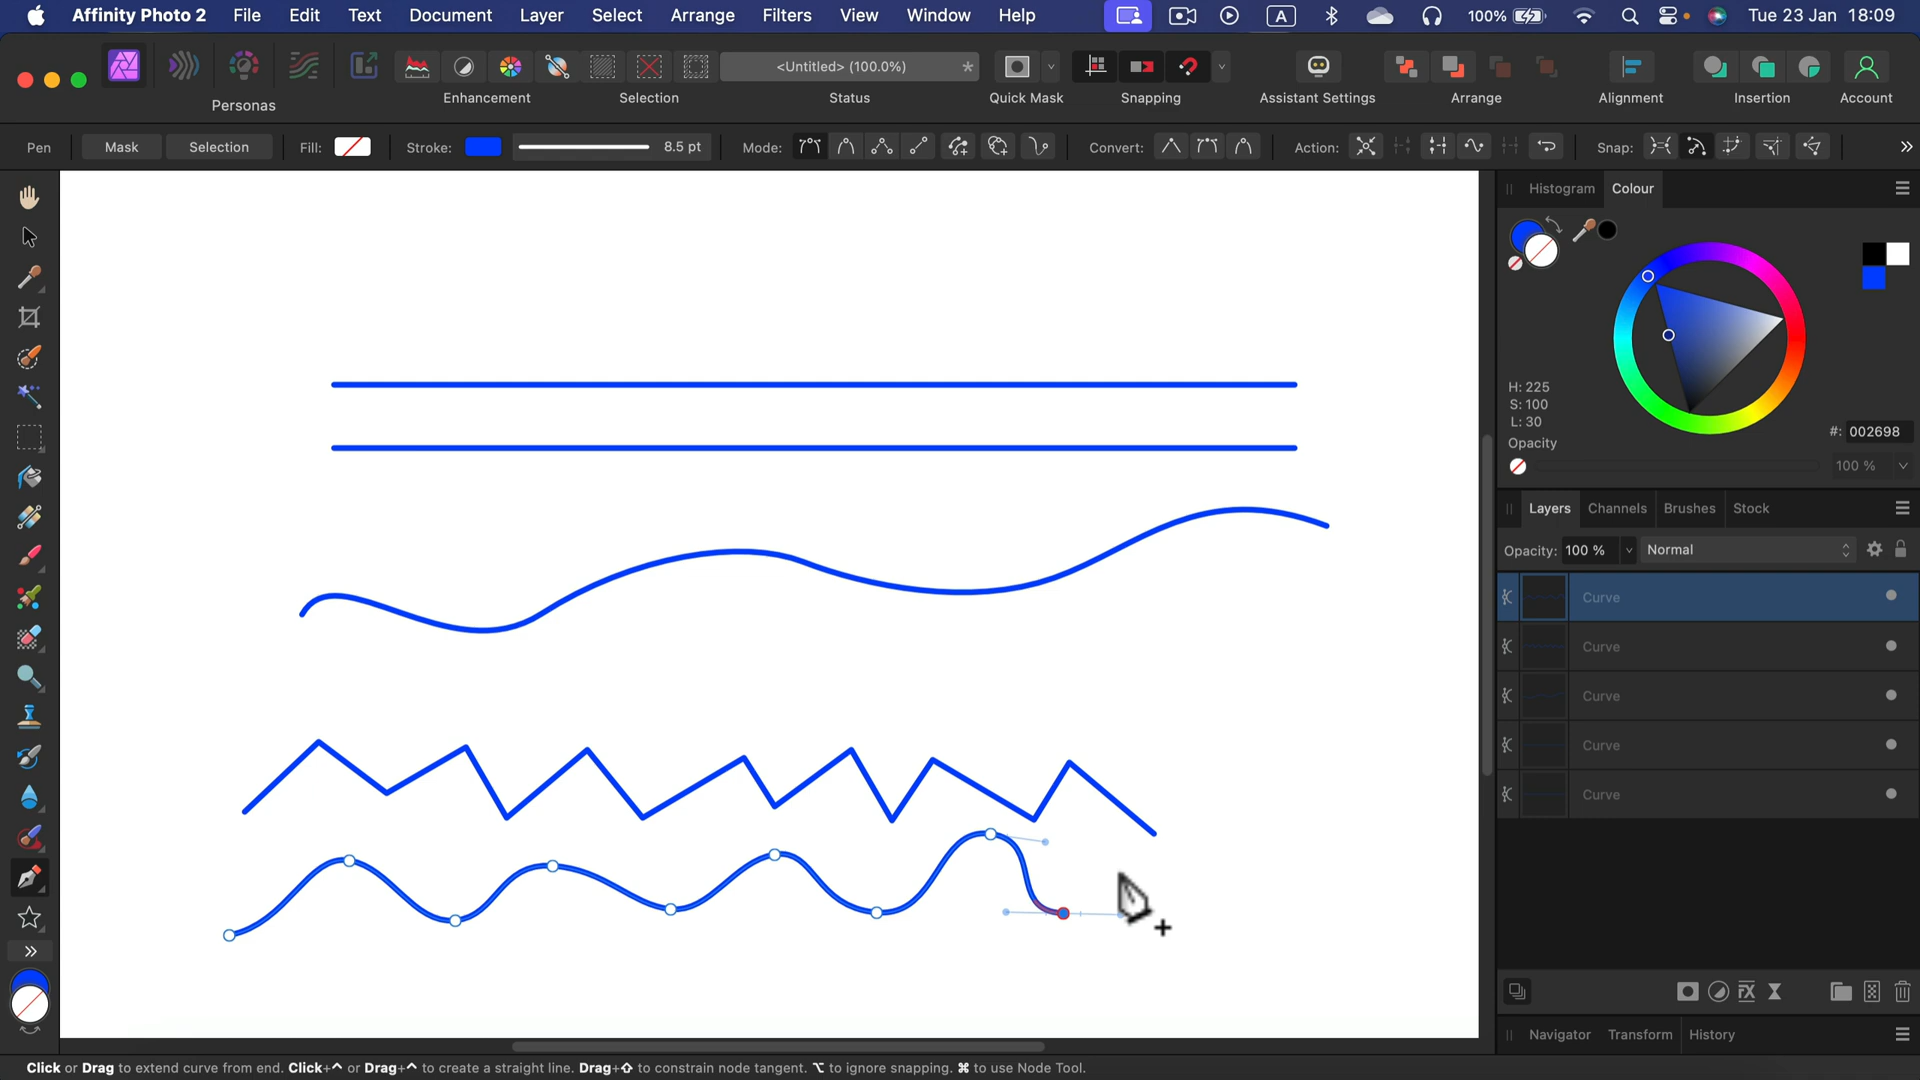 Affinity Photo 2 File Edit Text Document Layer Select Arrange Filters View Window Help A 100% Tue 23 Jan 18:09
<Untitled> (100.0%) *
Personas Enhancement Selection Status Quick Mask Snapping Assistant Settings Arrange Alignment Insertion Account
Pen Mask Selection Fill: Stroke: 8.5 pt Mode: Convert: Action: Snap:
Histogram Colour
H: 225
S: 100
L: 30
#: 002698
Opacity
100 %
Layers Channels Brushes Stock
Opacity: 100 % Normal
Curve
Curve
Curve
Curve
Curve
FX
Navigator Transform History
Click or Drag to extend curve from end. Click+⌃ or Drag+⌃ to create a straight line. Drag+⇧ to constrain node tangent. ⌥ to ignore snapping. ⌘ to use Node Tool.